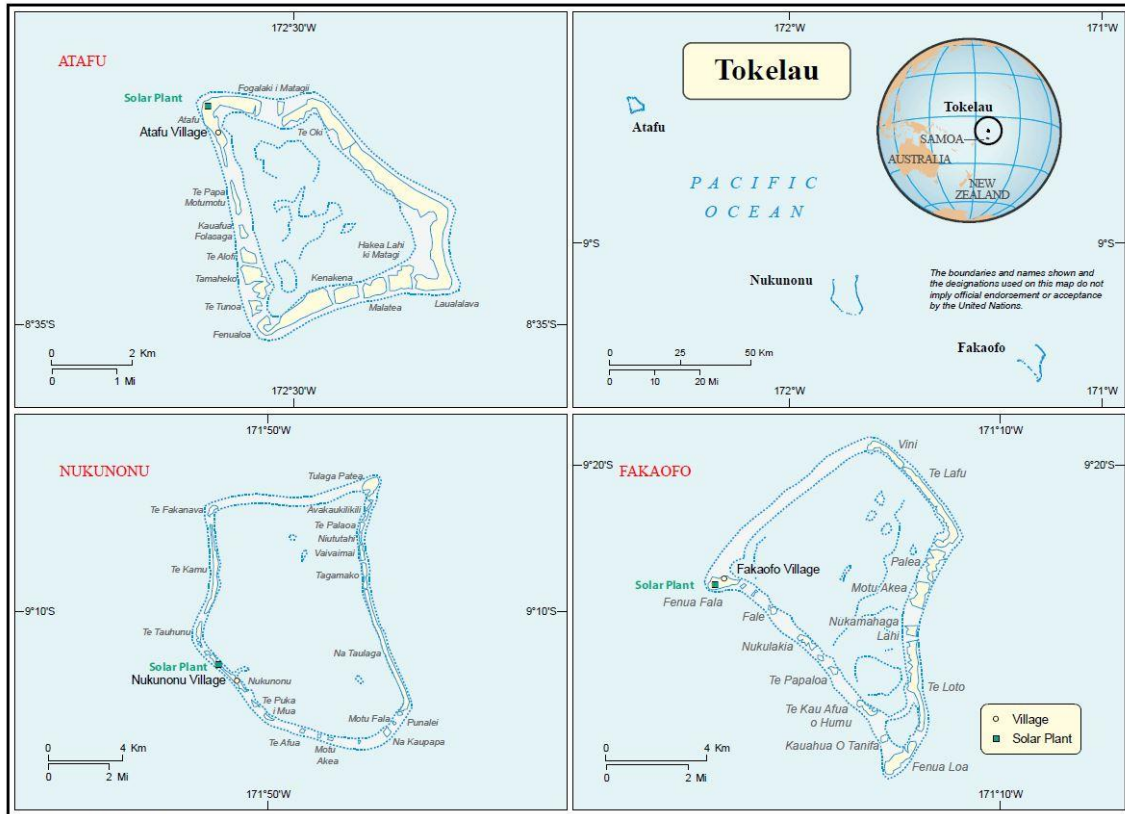 172°30'W
ATAFU
Solar Plant
Fogalaki i Matagi
Atafu
Atafu Village
Te Oki
Te Papa
Motumotu
Kauafua
Folasaga
Te Alofi
Hakea Lahi
ki Matagi
Tamaheko
Kenakena
Te Tunoa
Malatea
Laualalava
Fenualoa
8°35'S
8°35'S
0 2 Km
0 1 Mi
172°30'W
172°W
171°W
Tokelau
Atafu
Tokelau
SAMOA
AUSTRALIA
NEW
ZEALAND
PACIFIC
OCEAN
9°S
9°S
Nukunonu
The boundaries and names shown and
the designations used on this map do not
imply official endorsement or acceptance
by the United Nations.
Fakaofo
0 25 50 Km
0 10 20 Mi
172°W
171°W
171°50'W
NUKUNONU
Tulaga Patea
Te Fakanava
Avakaukilikili
Te Palaoa
Niututahi
Vaivaimai
Te Kamu
Tagamako
9°10'S
9°10'S
Te Tauhunu
Na Taulaga
Solar Plant
Nukunonu Village
Nukunonu
Te Puka
i Mua
Motu Fala
Punalei
Te Afua
Motu
Akea
Na Kaupapa
0 4 Km
0 2 Mi
171°50'W
171°10'W
9°20'S
9°20'S
FAKAOFO
Vini
Te Lafu
Palea
Fakaofo Village
Solar Plant
Motu Akea
Fenua Fala
Fale
Nukamahaga
Lahi
Nukulakia
Te Papaloa
Te Loto
Te Kau Afua
o Humu
Kauahua O Tanifa
Fenua Loa
Village
Solar Plant
0 4 Km
0 2 Mi
171°10'W